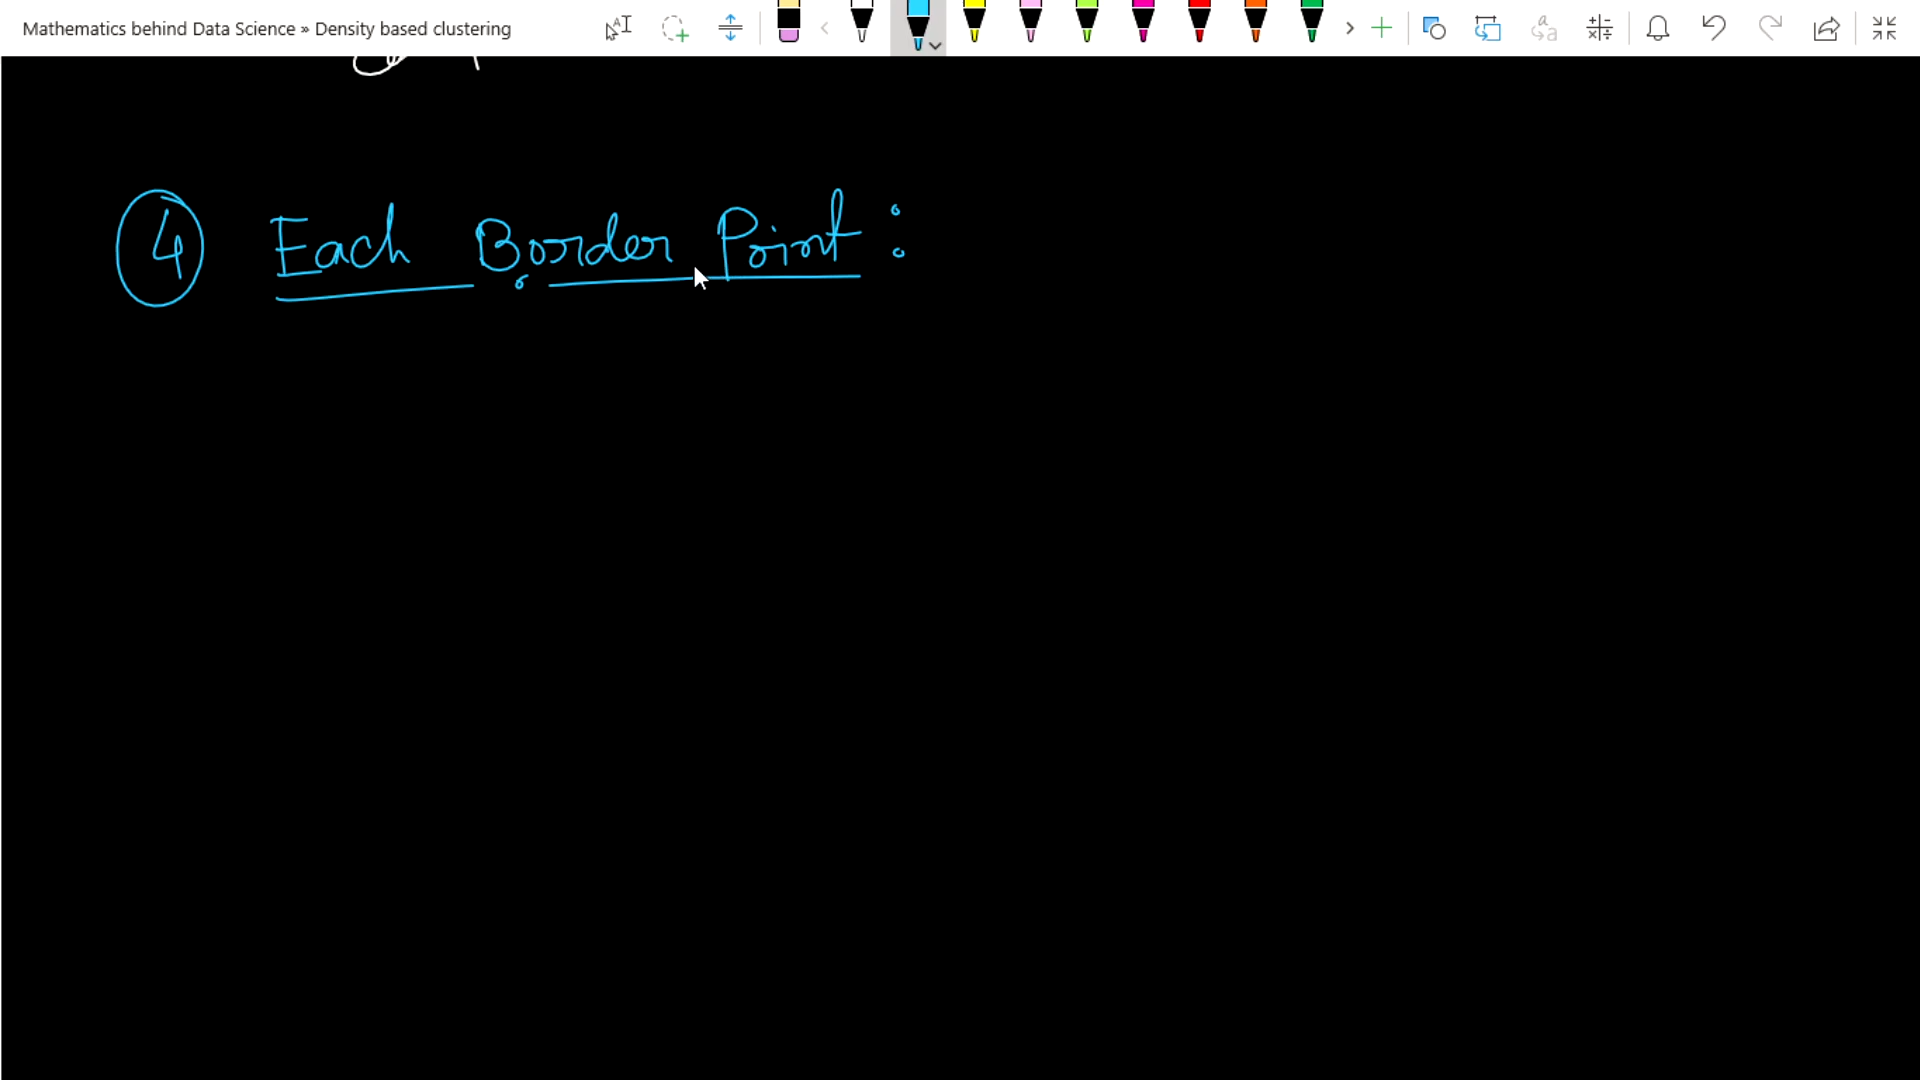 Mathematics behind Data Science » Density based clustering
4 Each Border Point :